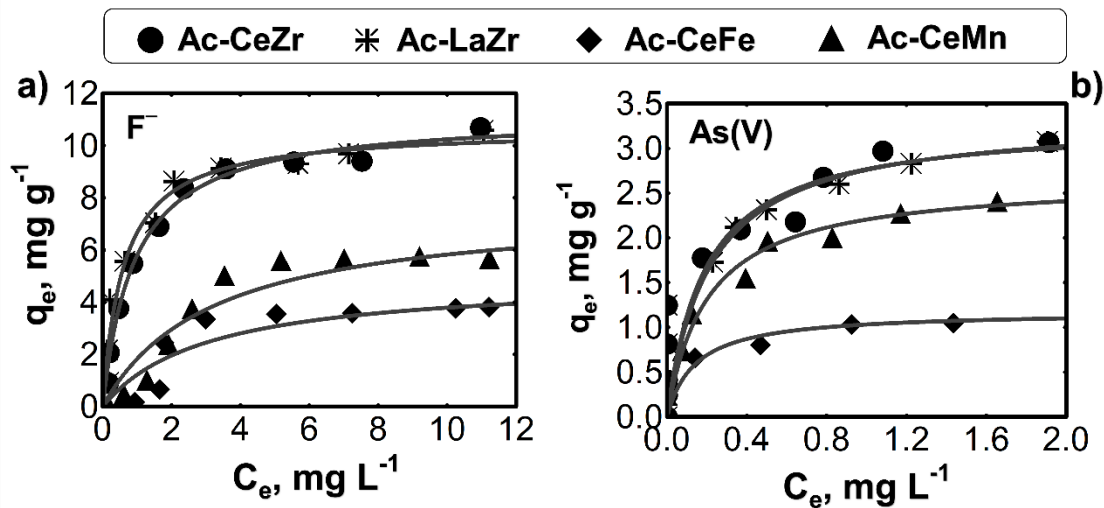 Ac-CeZr Ac-LaZr Ac-CeFe Ac-CeMn
a)
F⁻
qe, mg g-1
12
10
8
6
4
2
0
0 2 4 6 8 10 12
Ce, mg L-1
b)
As(V)
qe, mg g-1
3.5
3.0
2.5
2.0
1.5
1.0
0.5
0.0
0.0 0.4 0.8 1.2 1.6 2.0
Ce, mg L-1